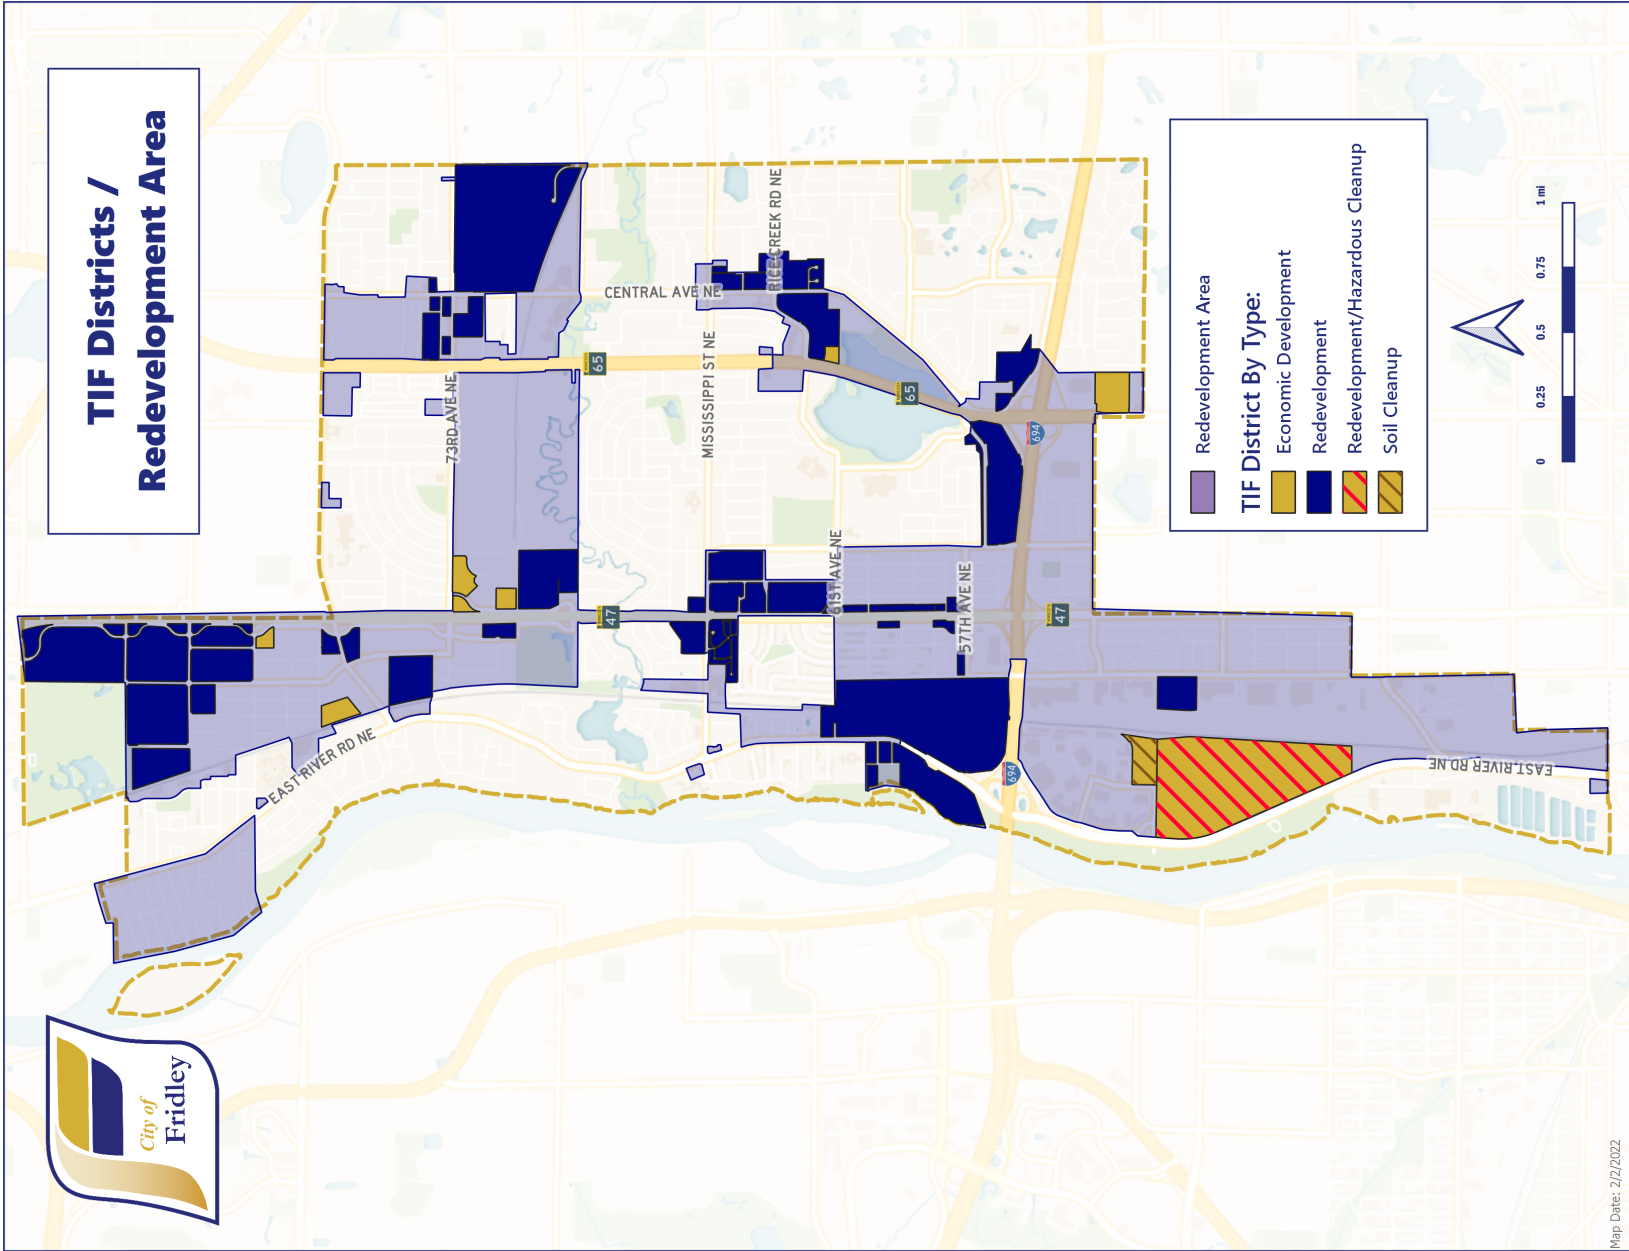 TIF Districts /
Redevelopment Area
City of
Fridley
73RD AVE NE
CENTRAL AVE NE
MISSISSIPPI ST NE
RICE CREEK RD NE
61ST AVE NE
57TH AVE NE
EAST RIVER RD NE
EAST RIVER RD NE
65
65
47
47
694
694
Redevelopment Area
TIF District By Type:
Economic Development
Redevelopment
Redevelopment/Hazardous Cleanup
Soil Cleanup
0
0.25
0.5
0.75
1 mi
Map Date: 2/2/2022